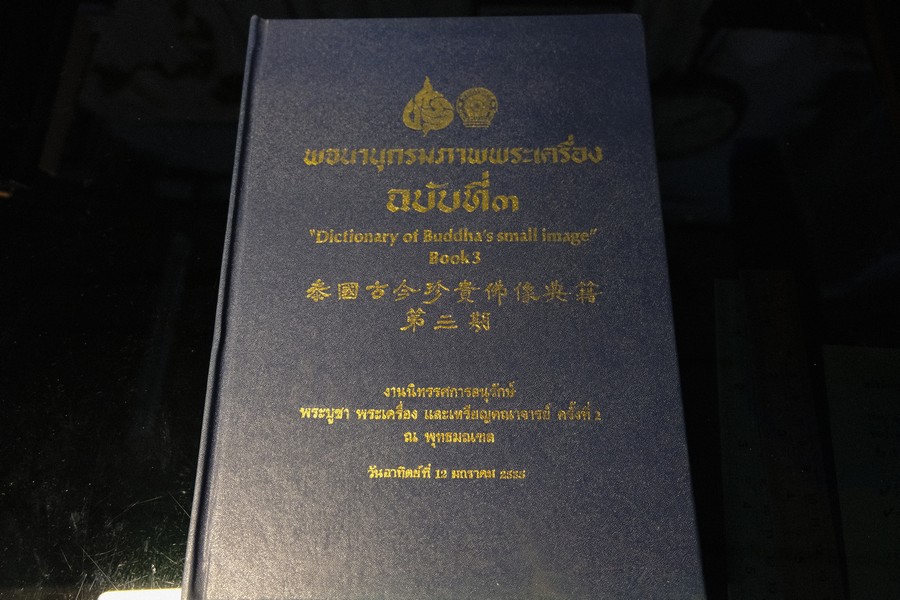 พจนานุกรมภาพพระเครื่อง
ฉบับที่๓
"Dictionary of Buddha's small image"
Book 3
泰國古今珍貴佛像典籍
第三期
งานนิทรรศการอนุรักษ์
พระบูชา พระเครื่อง และเหรียญคณาจารย์ ครั้งที่ 2
ณ พุทธมณฑล
วันอาทิตย์ที่ 12 มกราคม 2535